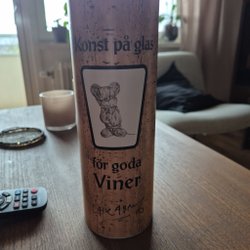 Konst på glas
för goda
Viner